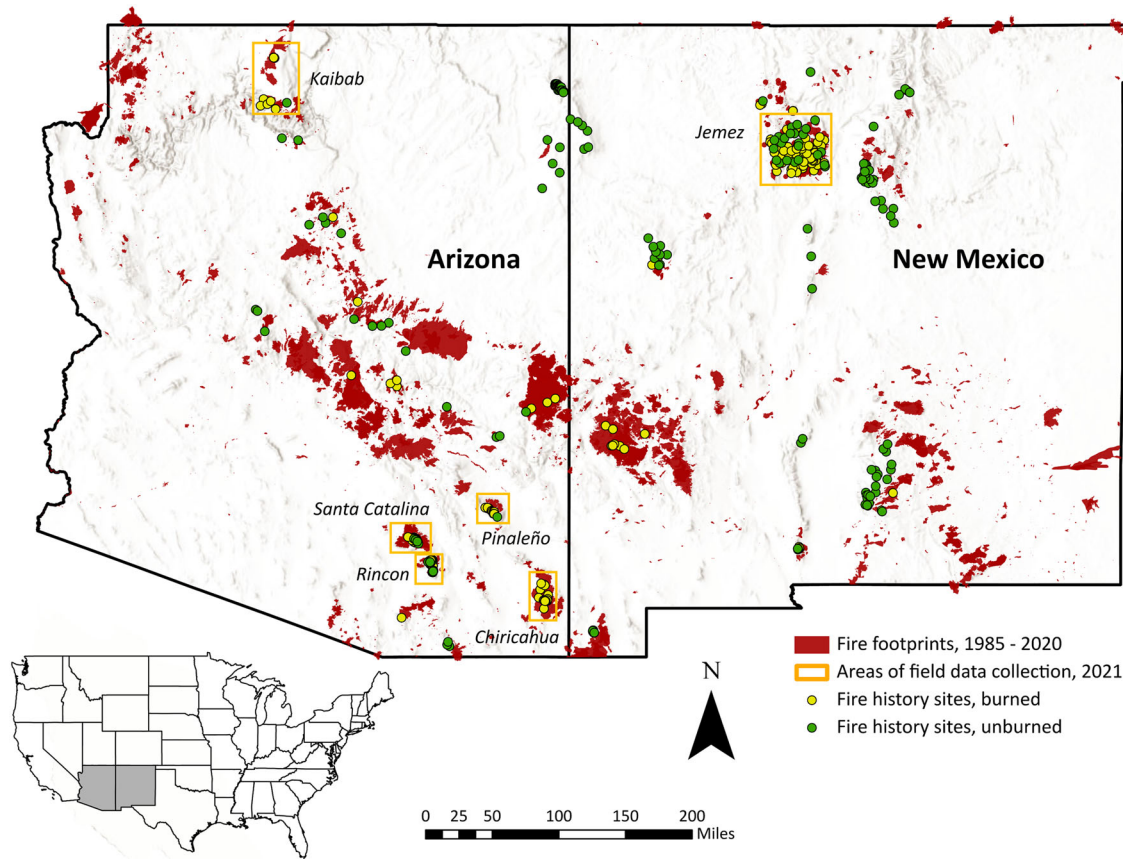 Kaibab
Jemez
Arizona
New Mexico
Santa Catalina
Pinaleño
Rincon
Chiricahua
Fire footprints, 1985 - 2020
Areas of field data collection, 2021
Fire history sites, burned
Fire history sites, unburned
N
0 25 50 100 150 200
Miles